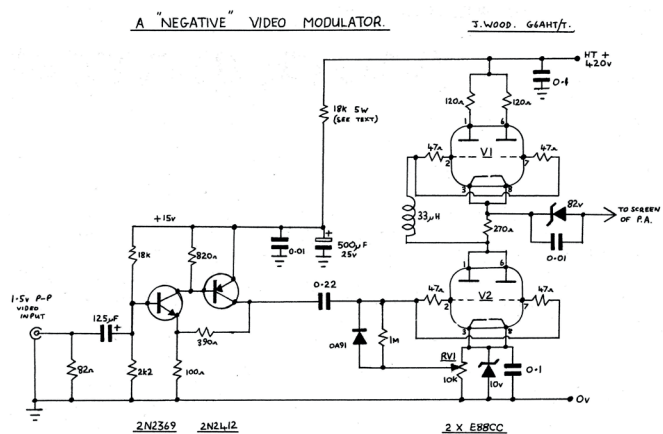 A "NEGATIVE" VIDEO MODULATOR.
J. WOOD. G6AHT/T.
HT +
420v
0.1
120Ω
120Ω
18K 5W
(SEE TEXT)
1
6
47Ω
V1
47Ω
2
7
3
8
33µH
270Ω
82v
TO SCREEN
OF P.A.
0.01
+15v
18K
820Ω
0.01
+
500µF
25v
1
6
0.22
47Ω
V2
47Ω
2
7
1·5v P-P
VIDEO
INPUT
125µF
+
390Ω
3
8
0A91
1M
RV1
10K
10v
0.1
82Ω
2K2
100Ω
0v
2N2369
2N2412
2 X E88CC